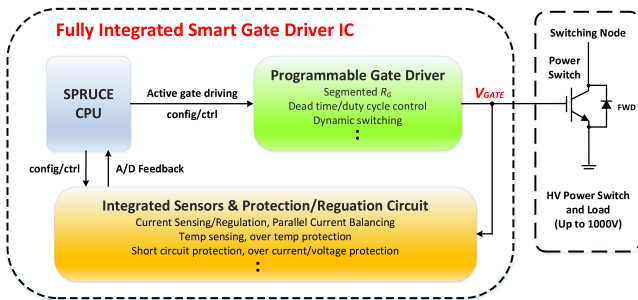 Fully Integrated Smart Gate Driver IC
Switching Node
SPRUCE
CPU
Active gate driving
config/ctrl
Programmable Gate Driver
Segmented RG
Dead time/duty cycle control
Dynamic switching
VGATE
Power
Switch
FWD
config/ctrl
A/D Feedback
Integrated Sensors & Protection/Reguation Circuit
Current Sensing/Regulation, Parallel Current Balancing
Temp sensing, over temp protection
Short circuit protection, over current/voltage protection
HV Power Switch
and Load
(Up to 1000V)